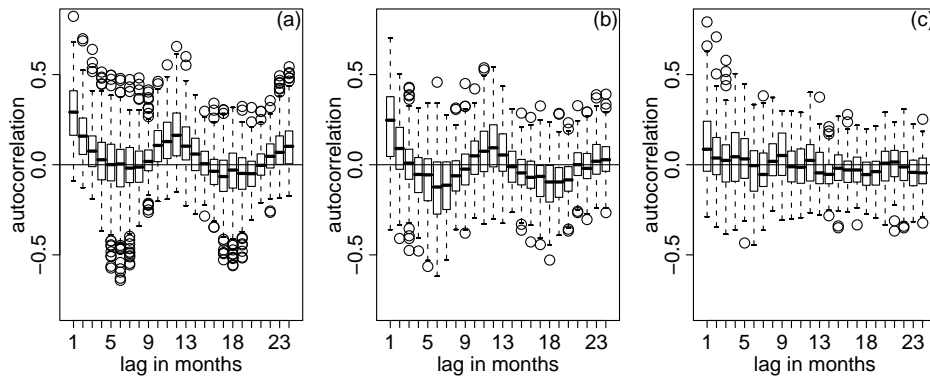 (a)
autocorrelation
0.5
0.0
−0.5
1 5 9 13 18 23
lag in months
(b)
autocorrelation
0.5
0.0
−0.5
1 5 9 13 18 23
lag in months
(c)
autocorrelation
0.5
0.0
−0.5
1 5 9 13 18 23
lag in months